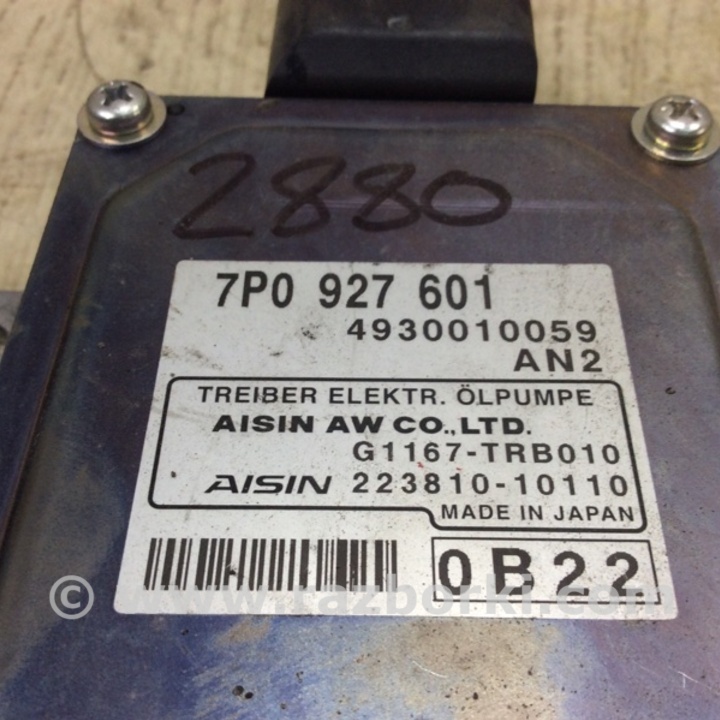 2880
7P0 927 601
4930010059
AN2
TREIBER ELEKTR. ÖLPUMPE
AISIN AW CO.,LTD.
G1167-TRB010
AISIN 223810-10110
MADE IN JAPAN
0B22
© www.razborki.com